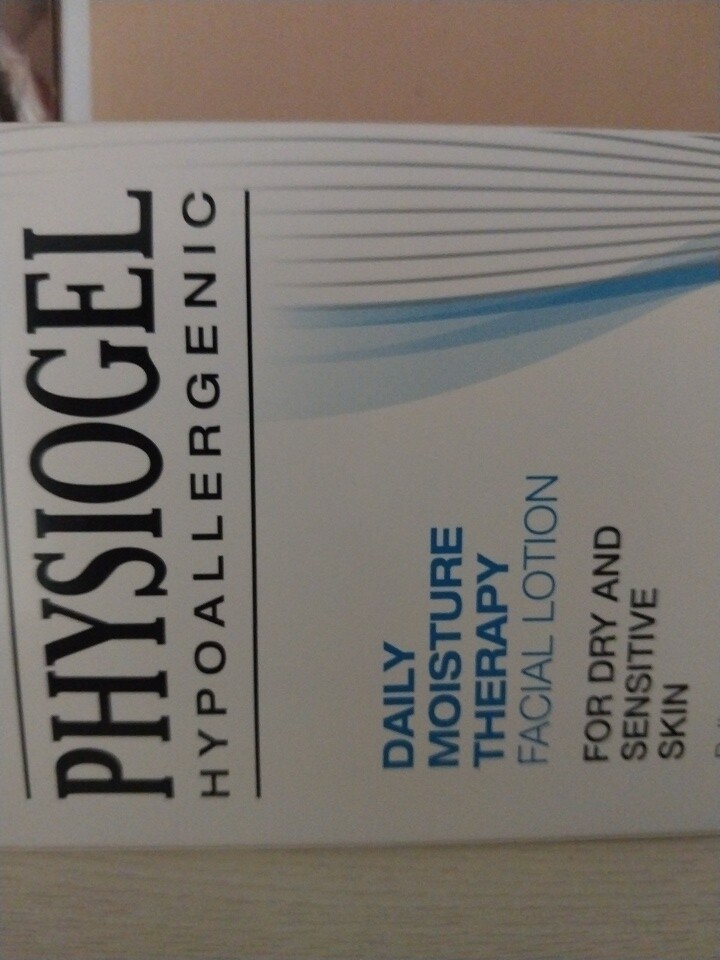 PHYSIOGEL
HYPOALLERGENIC
DAILY
MOISTURE
THERAPY
FACIAL LOTION
FOR DRY AND
SENSITIVE
SKIN